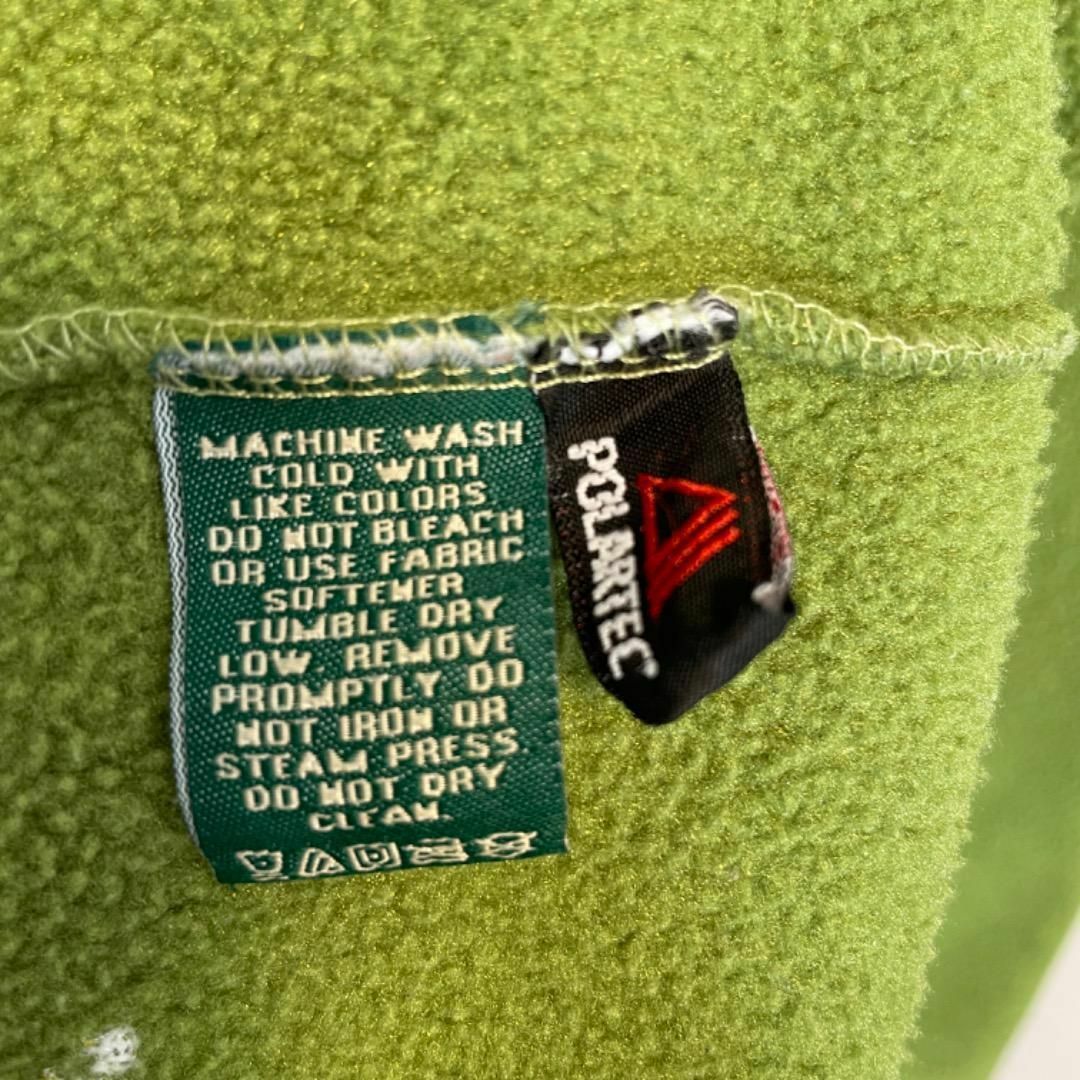 MACHINE WASH
COLD WITH
LIKE COLORS.
DO NOT BLEACH
OR USE FABRIC
SOFTENER
TUMBLE DRY
LOW. REMOVE
PROMPTLY DO
NOT IRON OR
STEAM PRESS.
DO NOT DRY
CLEAN.
POLARTEC